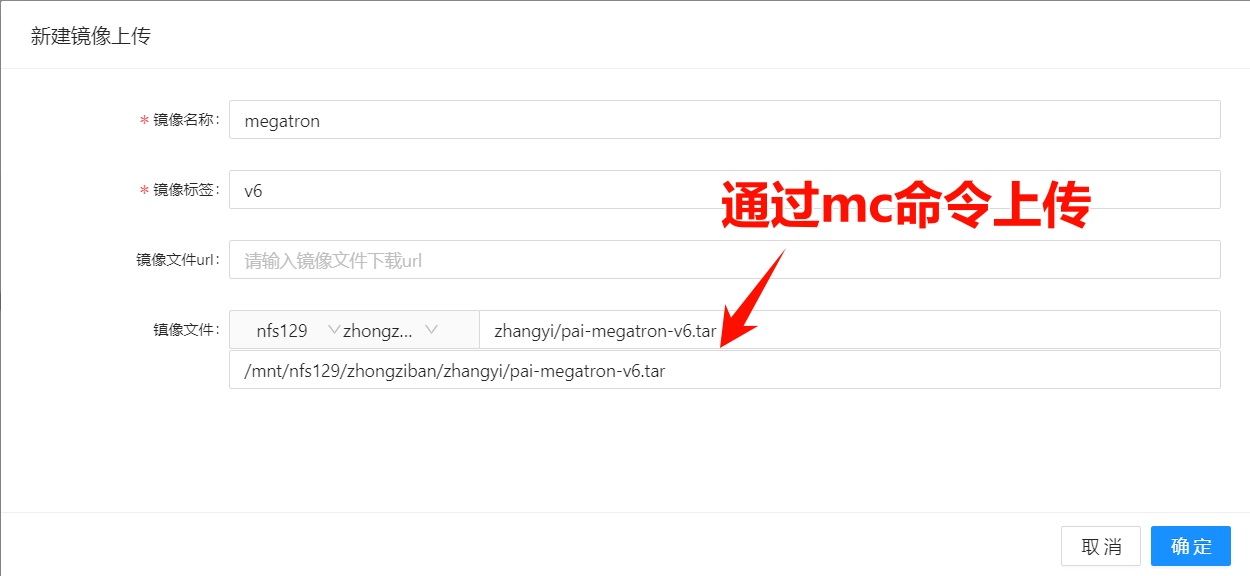 新建镜像上传
* 镜像名称: megatron
* 镜像标签: v6
通过mc命令上传
镜像文件url: 请输入镜像文件下载url
镇像文件: nfs129 zhongz... zhangyi/pai-megatron-v6.tar
/mnt/nfs129/zhongziban/zhangyi/pai-megatron-v6.tar
取 消 确 定